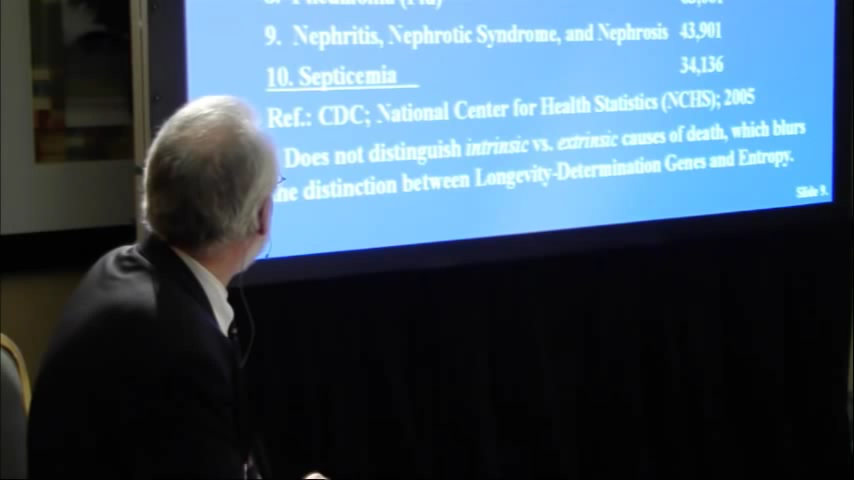 9. Nephritis, Nephrotic Syndrome, and Nephrosis 43,901
10. Septicemia 34,136
Ref.: CDC; National Center for Health Statistics (NCHS); 2005
Does not distinguish intrinsic vs. extrinsic causes of death, which blurs
the distinction between Longevity-Determination Genes and Entropy.
Slide 9.